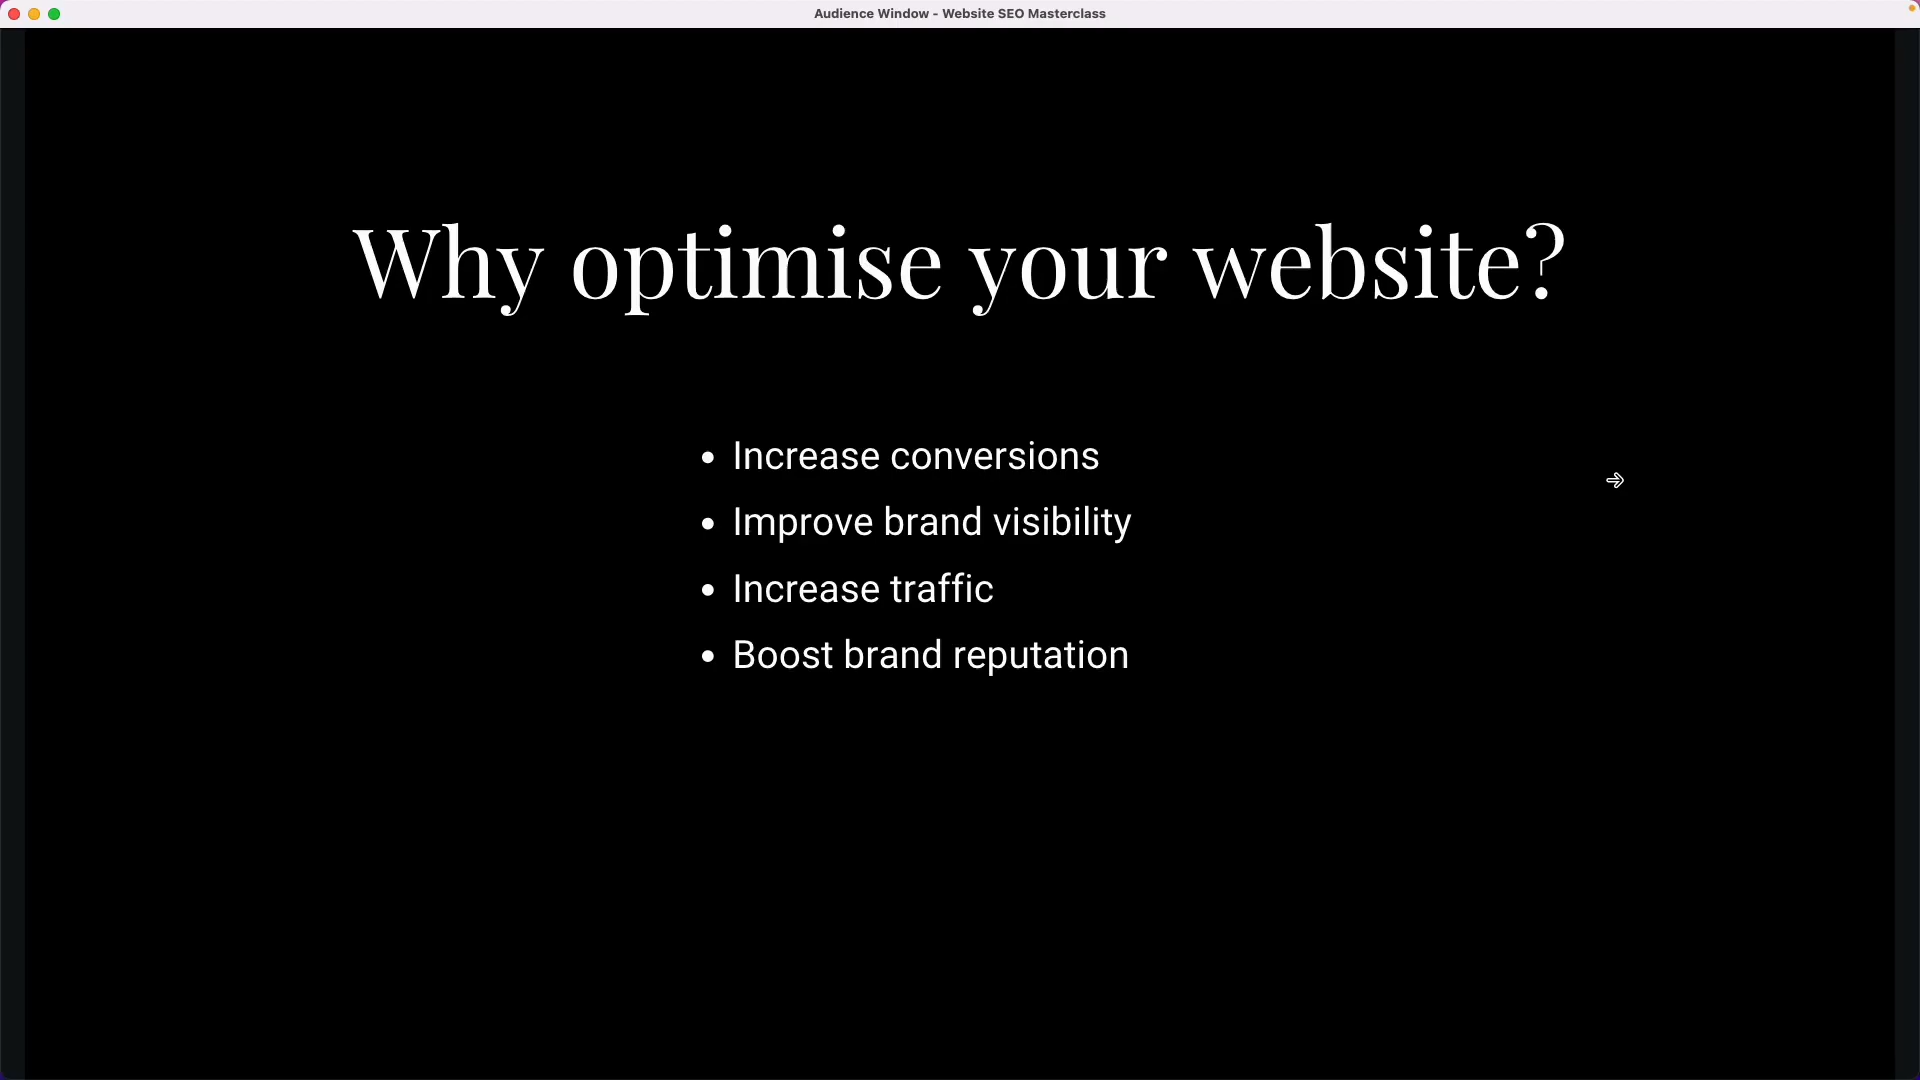 Audience Window - Website SEO Masterclass
Why optimise your website?
• Increase conversions
• Improve brand visibility
• Increase traffic
• Boost brand reputation